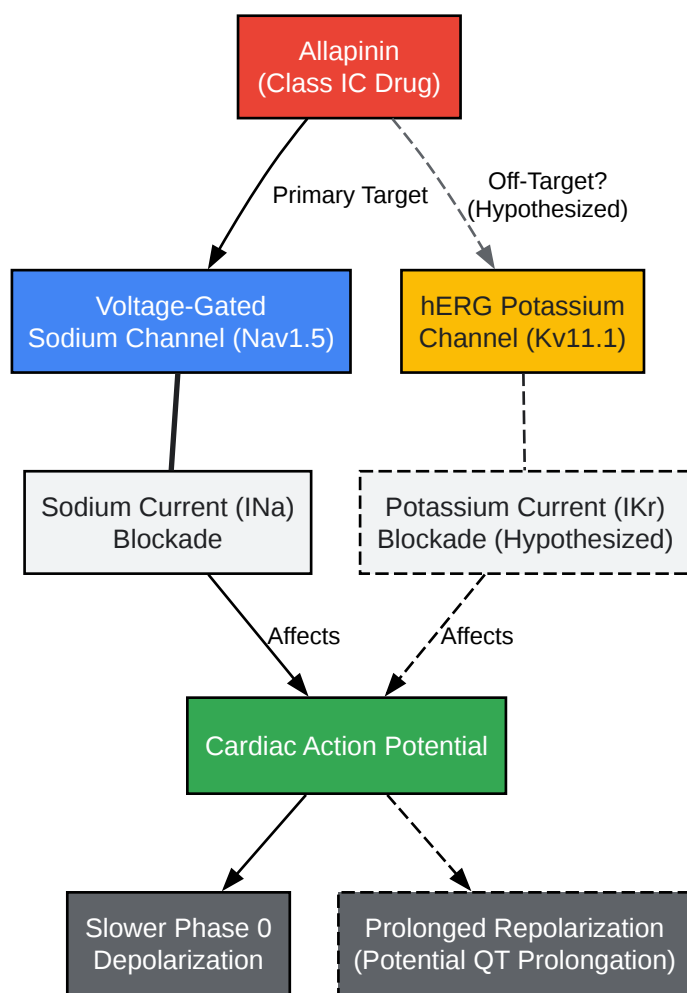 Allapinin
(Class IC Drug)
Primary Target
Off-Target?
(Hypothesized)
Voltage-Gated
Sodium Channel (Nav1.5)
hERG Potassium
Channel (Kv11.1)
Sodium Current (INa)
Blockade
Potassium Current (IKr)
Blockade (Hypothesized)
Affects
Affects
Cardiac Action Potential
Slower Phase 0
Depolarization
Prolonged Repolarization
(Potential QT Prolongation)